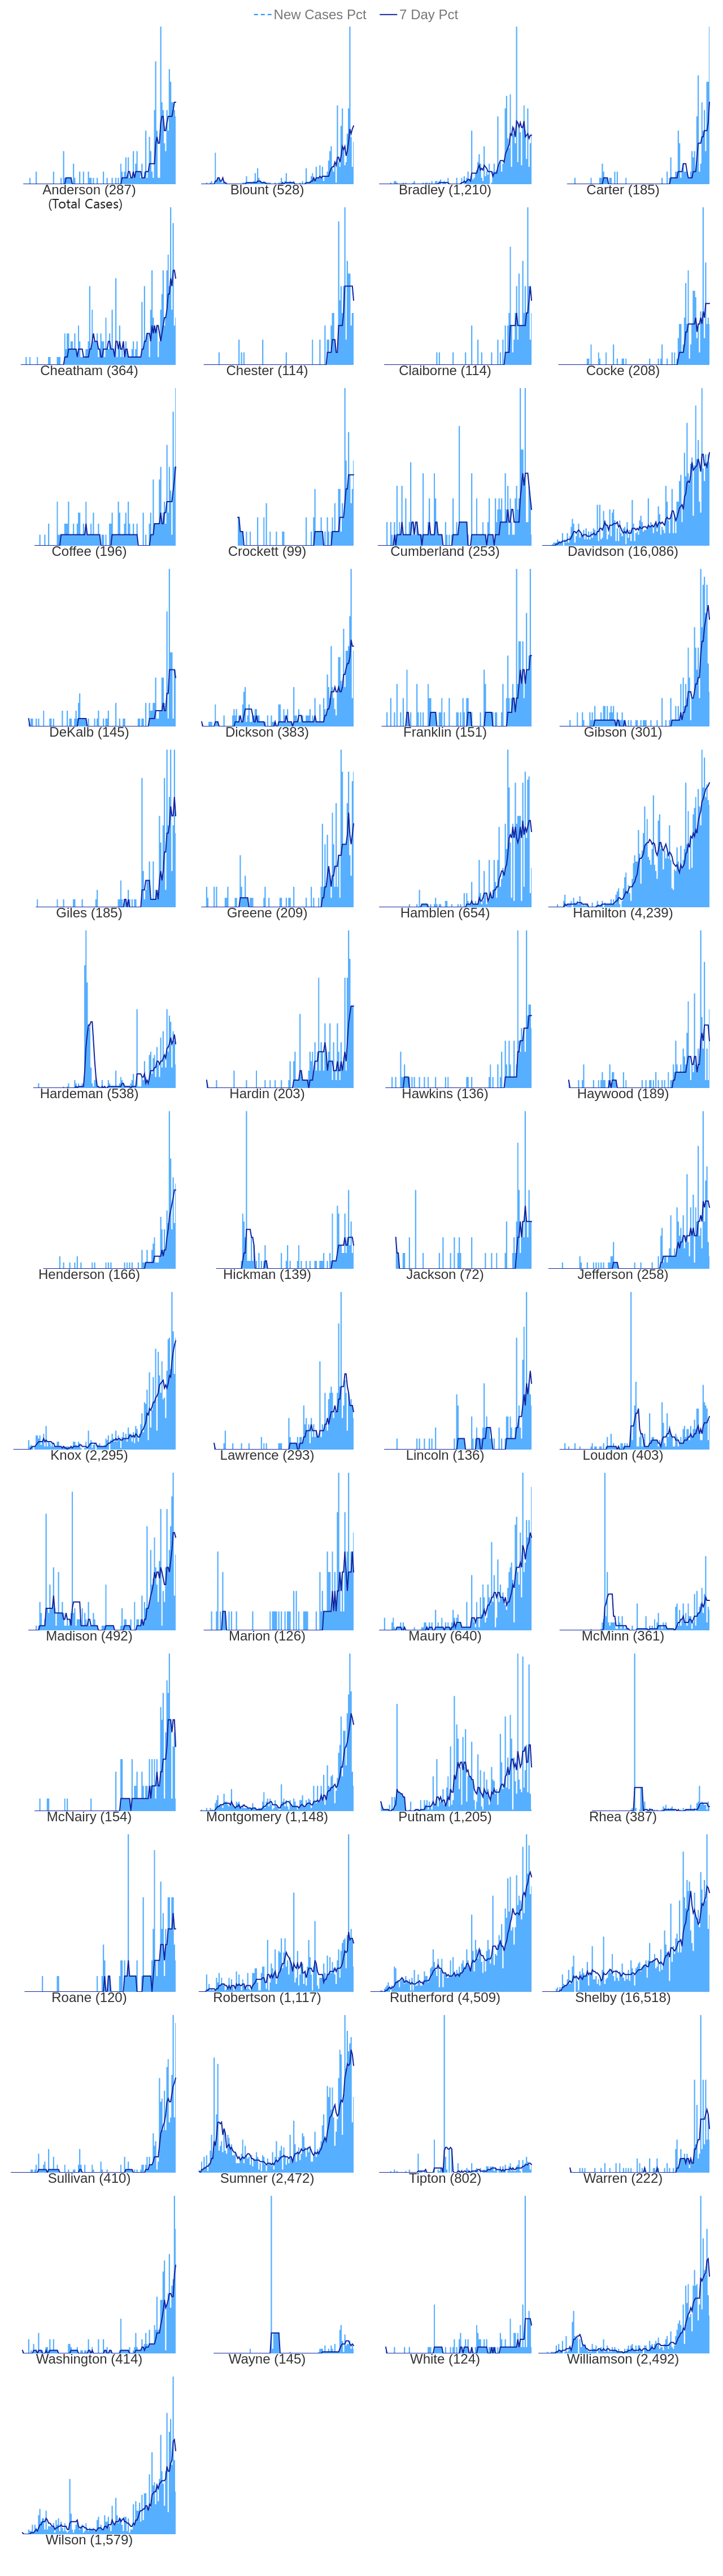 New Cases Pct 7 Day Pct
Anderson (287) Blount (528) Bradley (1,210) Carter (185)
(Total Cases)
Cheatham (364) Chester (114) Claiborne (114) Cocke (208)
Coffee (196) Crockett (99) Cumberland (253) Davidson (16,086)
DeKalb (145) Dickson (383) Franklin (151) Gibson (301)
Giles (185) Greene (209) Hamblen (654) Hamilton (4,239)
Hardeman (538) Hardin (203) Hawkins (136) Haywood (189)
Henderson (166) Hickman (139) Jackson (72) Jefferson (258)
Knox (2,295) Lawrence (293) Lincoln (136) Loudon (403)
Madison (492) Marion (126) Maury (640) McMinn (361)
McNairy (154) Montgomery (1,148) Putnam (1,205) Rhea (387)
Roane (120) Robertson (1,117) Rutherford (4,509) Shelby (16,518)
Sullivan (410) Sumner (2,472) Tipton (802) Warren (222)
Washington (414) Wayne (145) White (124) Williamson (2,492)
Wilson (1,579)